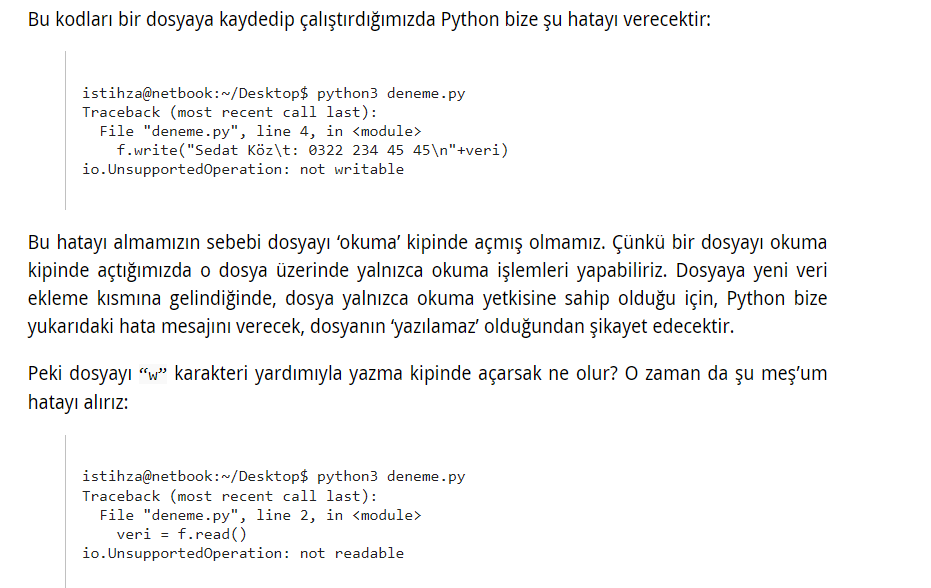 Bu kodları bir dosyaya kaydedip çalıştırdığımızda Python bize şu hatayı verecektir:
istihza@netbook:~/Desktop$ python3 deneme.py
Traceback (most recent call last):
  File "deneme.py", line 4, in <module>
    f.write("Sedat Köz\t: 0322 234 45 45\n"+veri)
io.UnsupportedOperation: not writable
Bu hatayı almamızın sebebi dosyayı ‘okuma’ kipinde açmış olmamız. Çünkü bir dosyayı okuma
kipinde açtığımızda o dosya üzerinde yalnızca okuma işlemleri yapabiliriz. Dosyaya yeni veri
ekleme kısmına gelindiğinde, dosya yalnızca okuma yetkisine sahip olduğu için, Python bize
yukarıdaki hata mesajını verecek, dosyanın ‘yazılamaz’ olduğundan şikayet edecektir.
Peki dosyayı “w” karakteri yardımıyla yazma kipinde açarsak ne olur? O zaman da şu meş’um
hatayı alırız:
istihza@netbook:~/Desktop$ python3 deneme.py
Traceback (most recent call last):
  File "deneme.py", line 2, in <module>
    veri = f.read()
io.UnsupportedOperation: not readable